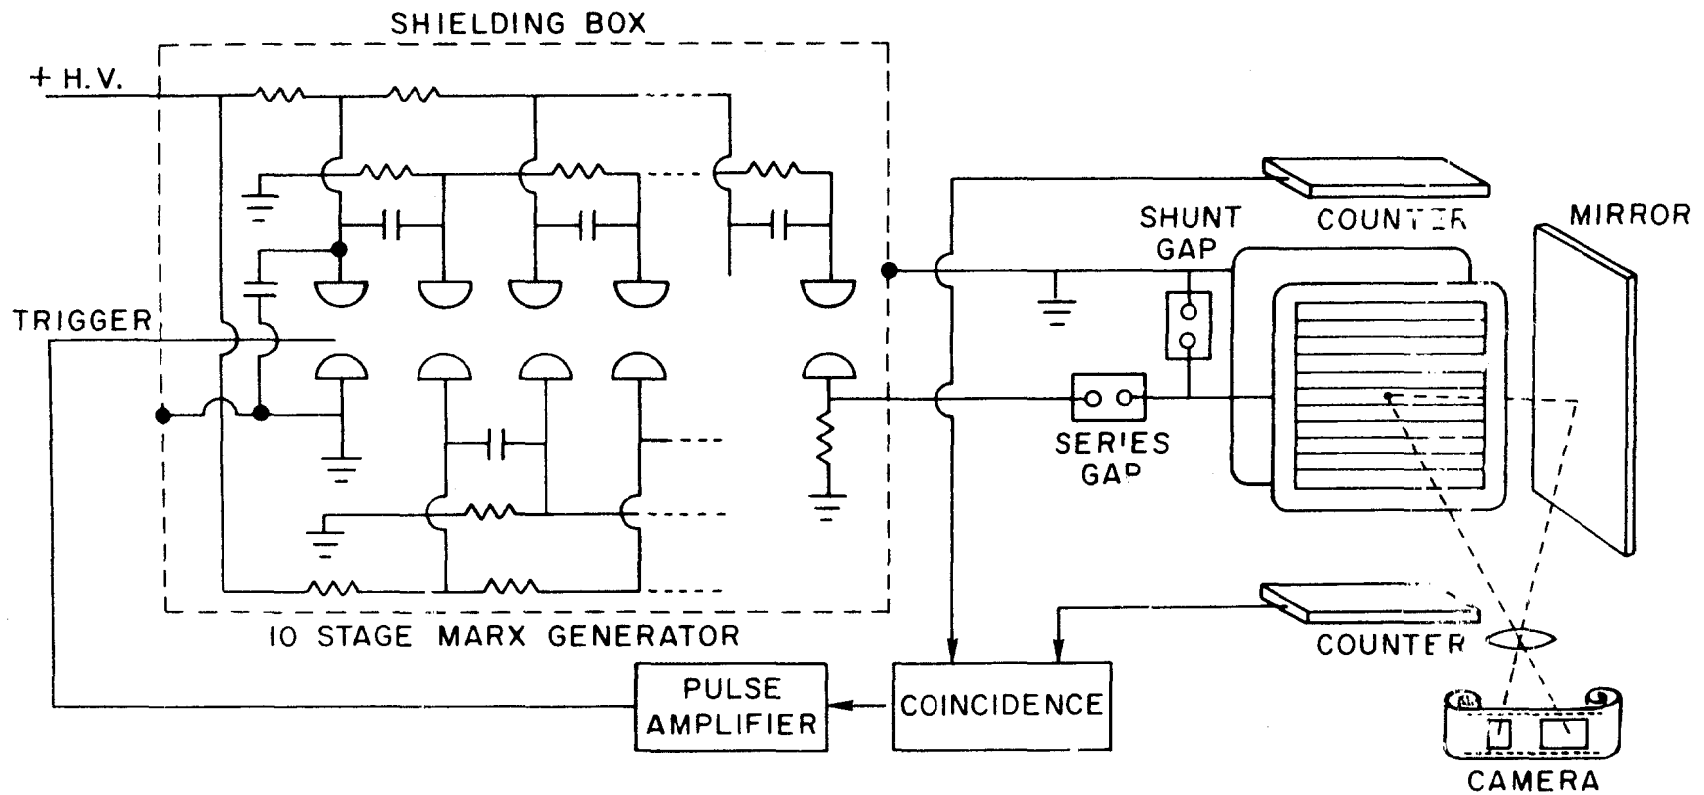 SHIELDING BOX
+ H.V.
TRIGGER
10 STAGE MARX GENERATOR
PULSE
AMPLIFIER
COINCIDENCE
SERIES
GAP
SHUNT
GAP
COUNTER
MIRROR
COUNTER
CAMERA